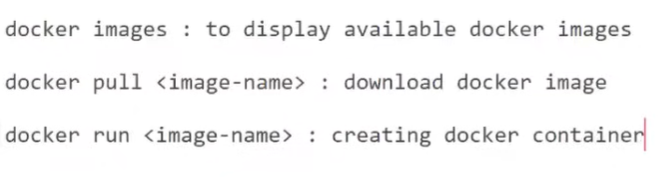 docker images : to display available docker images
docker pull <image-name> : download docker image
docker run <image-name> : creating docker container